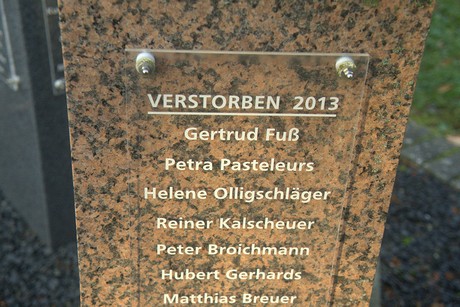 VERSTORBEN 2013
Gertrud Fuß
Petra Pasteleurs
Helene Olligschläger
Reiner Kalscheuer
Peter Broichmann
Hubert Gerhards
Matthias Breuer